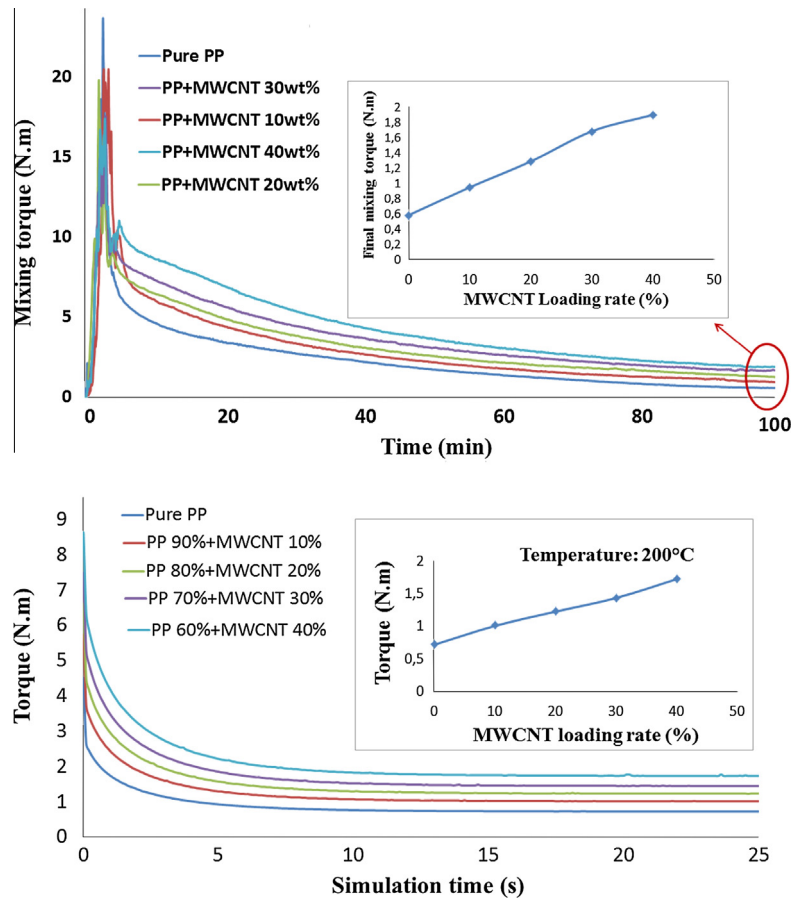 Mixing torque (N.m)
20
15
10
5
0
Pure PP
PP+MWCNT 30wt%
PP+MWCNT 10wt%
PP+MWCNT 40wt%
PP+MWCNT 20wt%
Final mixing torque (N.m)
2
1,8
1,6
1,4
1,2
1
0,8
0,6
0,4
0,2
0
0 10 20 30 40 50
MWCNT Loading rate (%)
0 20 40 60 80 100
Time (min)
Torque (N.m)
9
8
7
6
5
4
3
2
1
0
Pure PP
PP 90%+MWCNT 10%
PP 80%+MWCNT 20%
PP 70%+MWCNT 30%
PP 60%+MWCNT 40%
Temperature: 200°C
Torque (N.m)
2
1,5
1
0,5
0
0 10 20 30 40 50
MWCNT loading rate (%)
0 5 10 15 20 25
Simulation time (s)